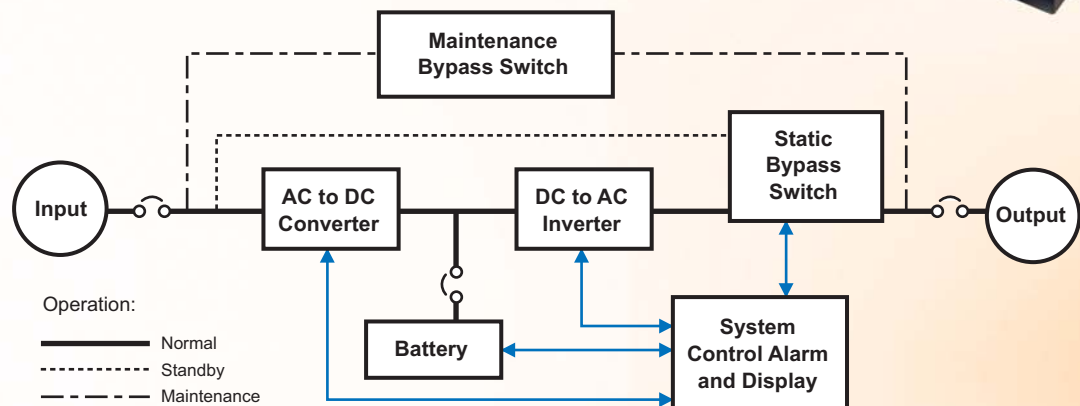 Maintenance
Bypass Switch
Static
Bypass
Switch
Input
AC to DC
Converter
DC to AC
Inverter
Output
Operation:
Normal
Standby
Maintenance
Battery
System
Control Alarm
and Display